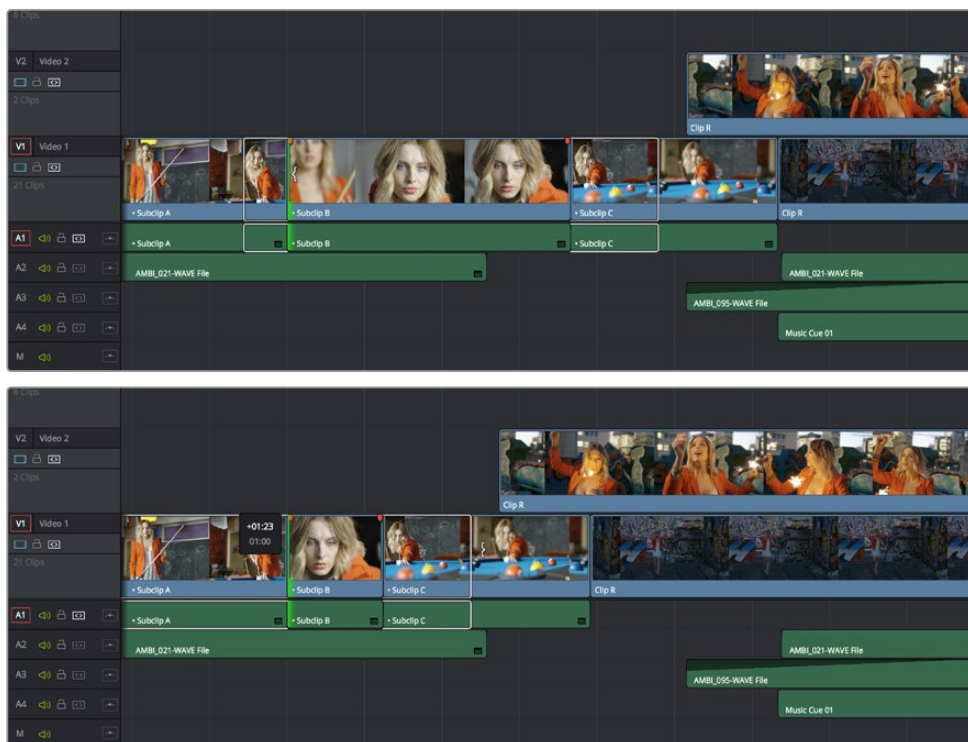 6 Clips
V2 Video 2
2 Clips
Clip R
V1 Video 1
21 Clips
• Subclip A • Subclip B • Subclip C Clip R
A1 • Subclip A • Subclip B • Subclip C
A2 AMBI_021-WAVE File AMBI_021-WAVE File
A3 AMBI_095-WAVE File
A4 Music Cue 01
M
6 Clips
V2 Video 2
2 Clips
Clip R
V1 Video 1
+01:23
01:00
21 Clips
• Subclip A • Subclip B • Subclip C Clip R
A1 • Subclip A • Subclip B • Subclip C
A2 AMBI_021-WAVE File AMBI_021-WAVE File
A3 AMBI_095-WAVE File
A4 Music Cue 01
M